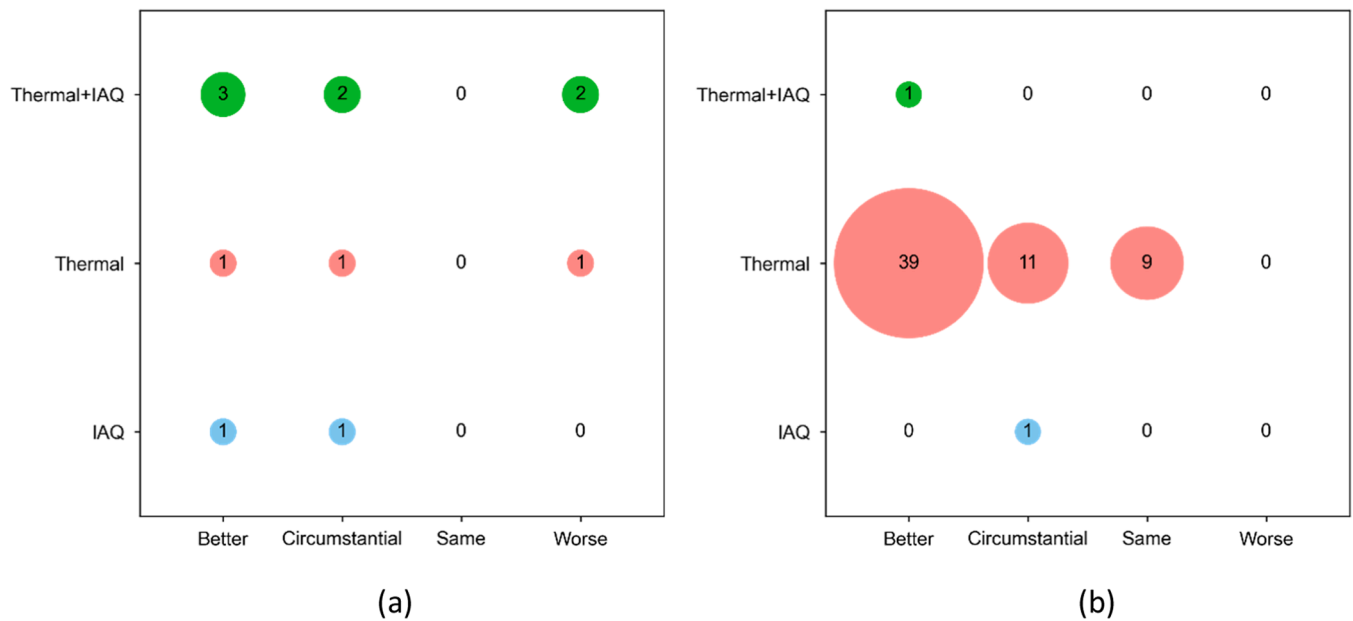 Thermal+IAQ 3 2 0 2
Thermal 1 1 0 1
IAQ 1 1 0 0
Better Circumstantial Same Worse
(a)
Thermal+IAQ 1 0 0 0
Thermal 39 11 9 0
IAQ 0 1 0 0
Better Circumstantial Same Worse
(b)